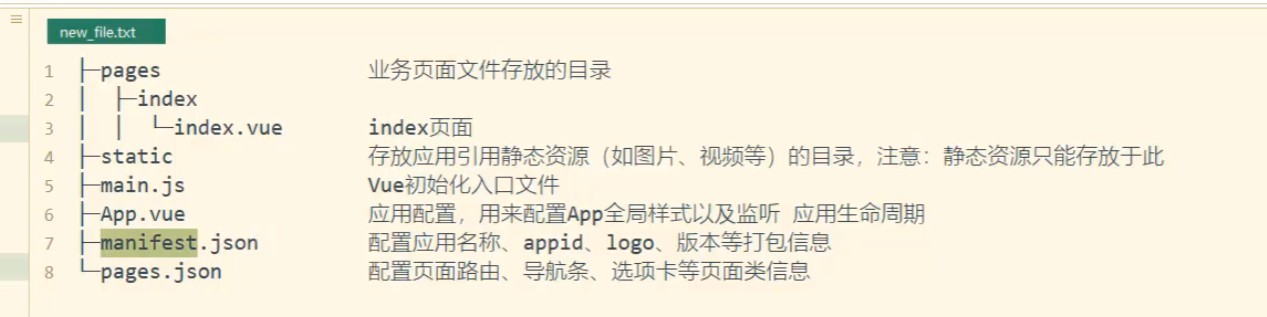 new_file.txt
1 ├─pages 业务页面文件存放的目录
2 │ ├─index
3 │ │ └─index.vue index页面
4 ├─static 存放应用引用静态资源（如图片、视频等）的目录，注意：静态资源只能存放于此
5 ├─main.js Vue初始化入口文件
6 ├─App.vue 应用配置，用来配置App全局样式以及监听 应用生命周期
7 ├─manifest.json 配置应用名称、appid、logo、版本等打包信息
8 └─pages.json 配置页面路由、导航条、选项卡等页面类信息